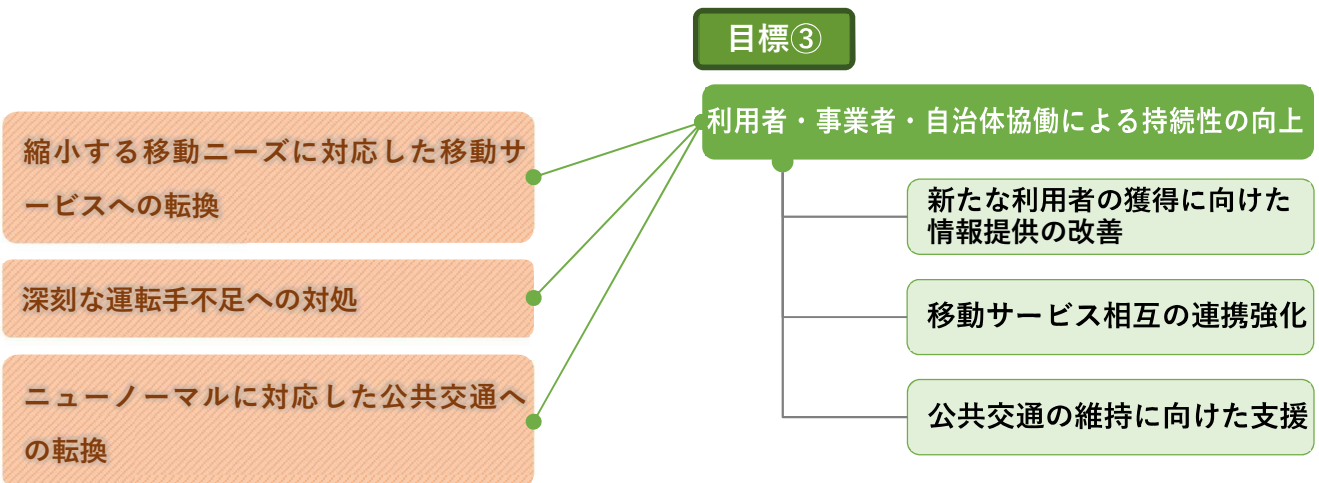 目標③
利用者・事業者・自治体協働による持続性の向上
縮小する移動ニーズに対応した移動サ
ービスへの転換
深刻な運転手不足への対処
ニューノーマルに対応した公共交通へ
の転換
新たな利用者の獲得に向けた
情報提供の改善
移動サービス相互の連携強化
公共交通の維持に向けた支援